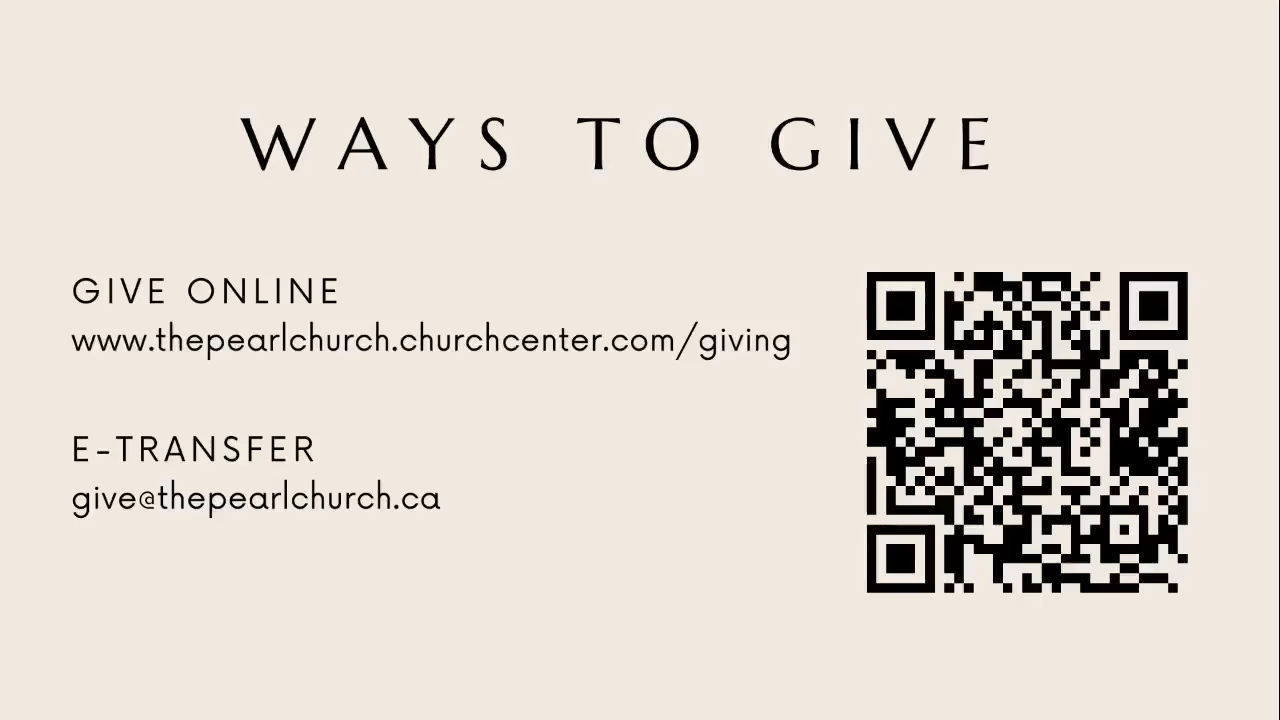 WAYS TO GIVE
GIVE ONLINE
www.thepearlchurch.churchcenter.com/giving
E-TRANSFER
give@thepearlchurch.ca